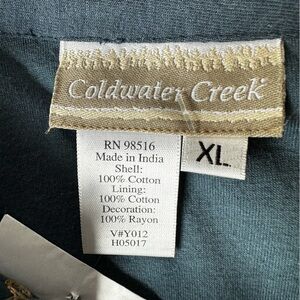 Coldwater Creek
RN 98516
Made in India
Shell:
100% Cotton
Lining:
100% Cotton
Decoration:
100% Rayon
V#Y012
H05017
XL